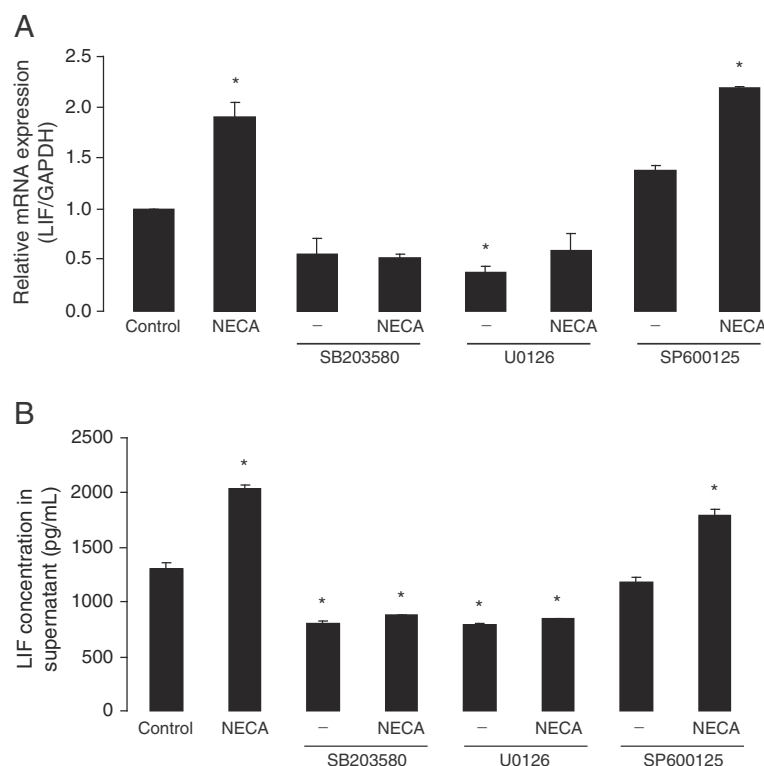 A
Relative mRNA expression
(LIF/GAPDH)
2.5
2.0
1.5
1.0
0.5
0.0
*
*
*
Control NECA – NECA – NECA – NECA
SB203580 U0126 SP600125
B
LIF concentration in
supernatant (pg/mL)
2500
2000
1500
1000
500
0
*
* * * *
*
Control NECA – NECA – NECA – NECA
SB203580 U0126 SP600125